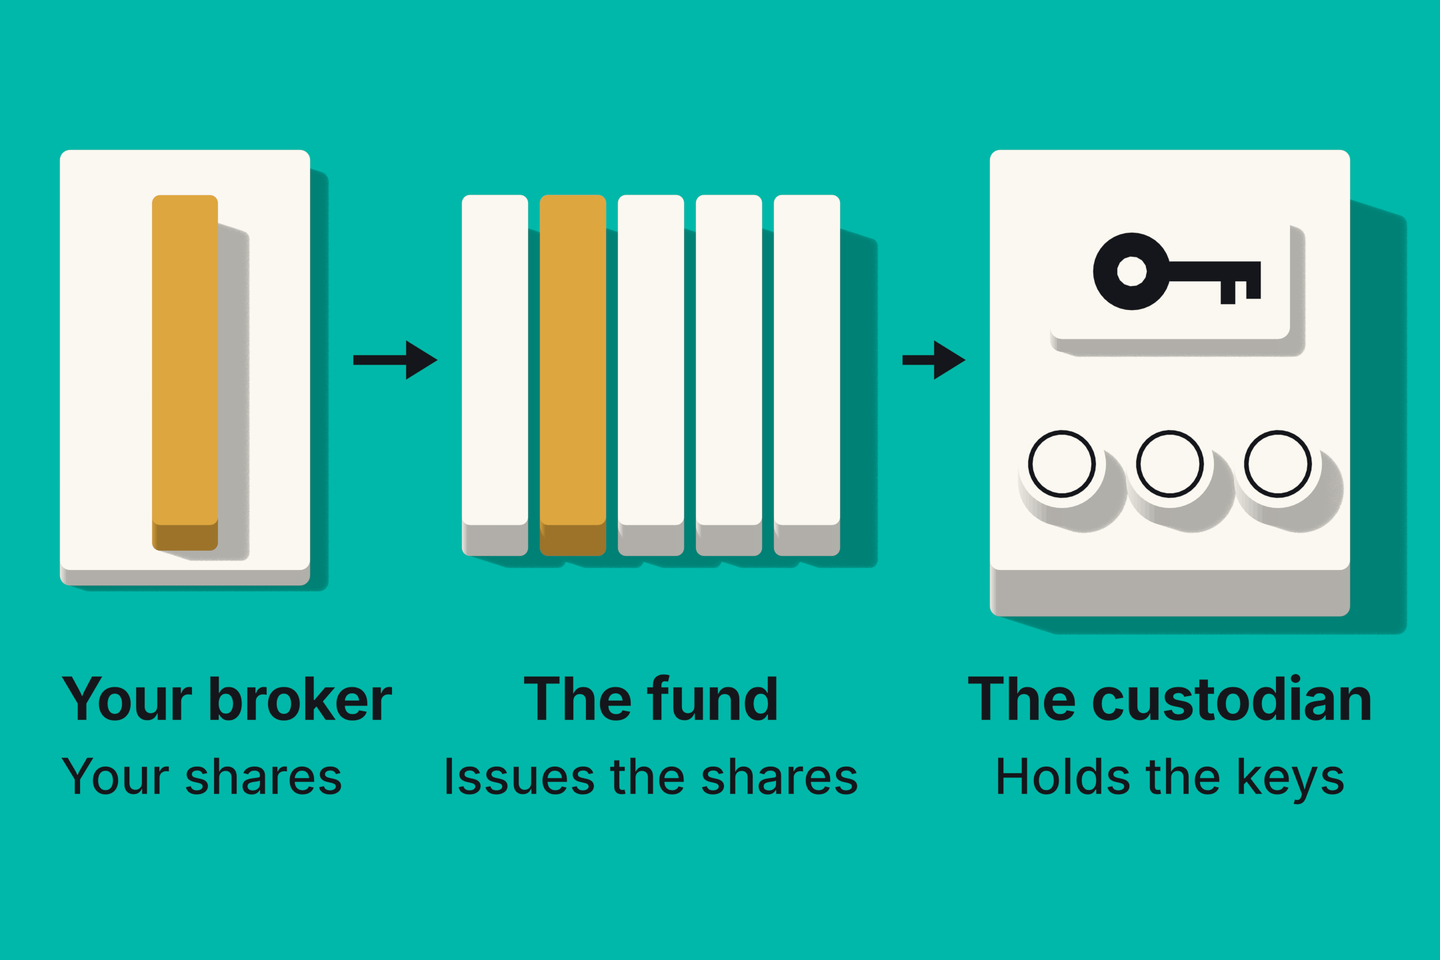 Your broker
Your shares
The fund
Issues the shares
The custodian
Holds the keys